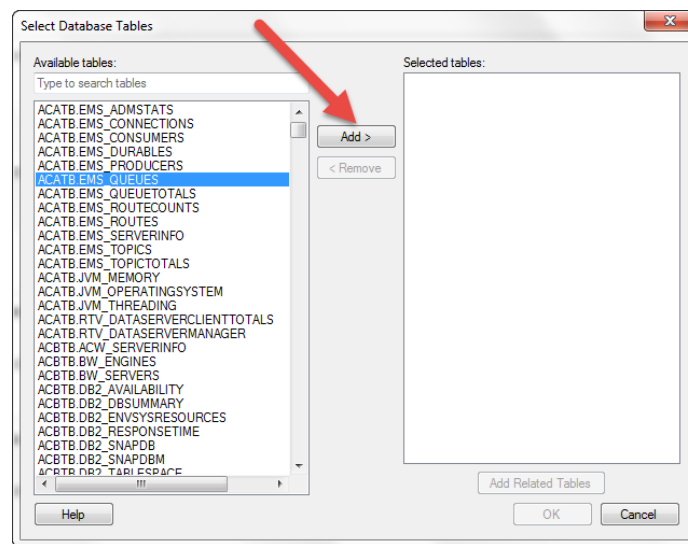 Select Database Tables
Available tables:
Type to search tables
ACATB.EMS_ADMSTATS
ACATB.EMS_CONNECTIONS
ACATB.EMS_CONSUMERS
ACATB.EMS_DURABLES
ACATB.EMS_PRODUCERS
ACATB.EMS_QUEUES
ACATB.EMS_QUEUETOTALS
ACATB.EMS_ROUTECOUNTS
ACATB.EMS_ROUTES
ACATB.EMS_SERVERINFO
ACATB.EMS_TOPICS
ACATB.EMS_TOPICTOTALS
ACATB.JVM_MEMORY
ACATB.JVM_OPERATINGSYSTEM
ACATB.JVM_THREADING
ACATB.RTV_DATASERVERCLIENTTOTALS
ACATB.RTV_DATASERVERMANAGER
ACBTB.ACW_SERVERINFO
ACBTB.BW_ENGINES
ACBTB.BW_SERVERS
ACBTB.DB2_AVAILABILITY
ACBTB.DB2_DBSUMMARY
ACBTB.DB2_ENVSYSRESOURCES
ACBTB.DB2_RESPONSETIME
ACBTB.DB2_SNAPDB
ACBTB.DB2_SNAPDBM
ACBTB.DB2_TABLESPACE
Add >
< Remove
Selected tables:
Add Related Tables
Help
OK
Cancel